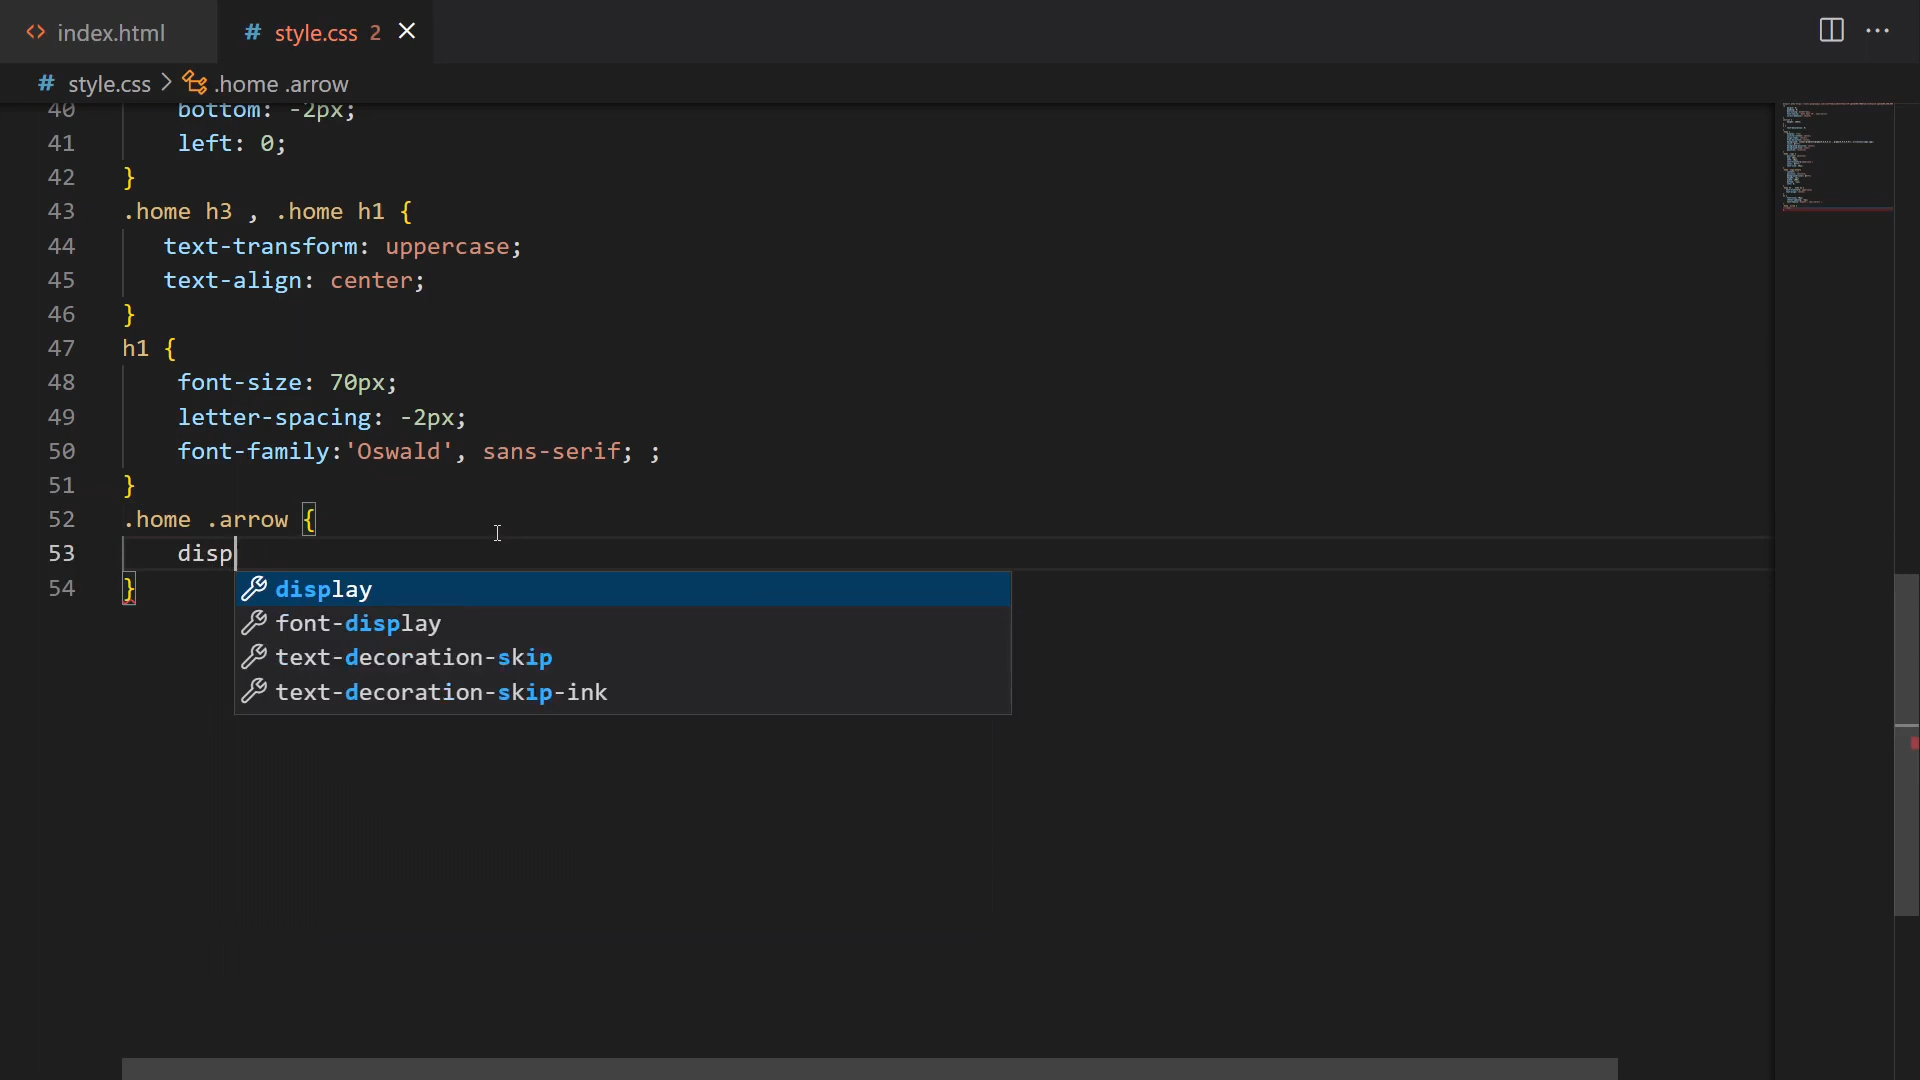 <> index.html # style.css 2
# style.css > .home .arrow
40 bottom: -2px;
41 left: 0;
42 }
43 .home h3 , .home h1 {
44 text-transform: uppercase;
45 text-align: center;
46 }
47 h1 {
48 font-size: 70px;
49 letter-spacing: -2px;
50 font-family:'Oswald', sans-serif; ;
51 }
52 .home .arrow {
53 disp
54 }
display
font-display
text-decoration-skip
text-decoration-skip-ink